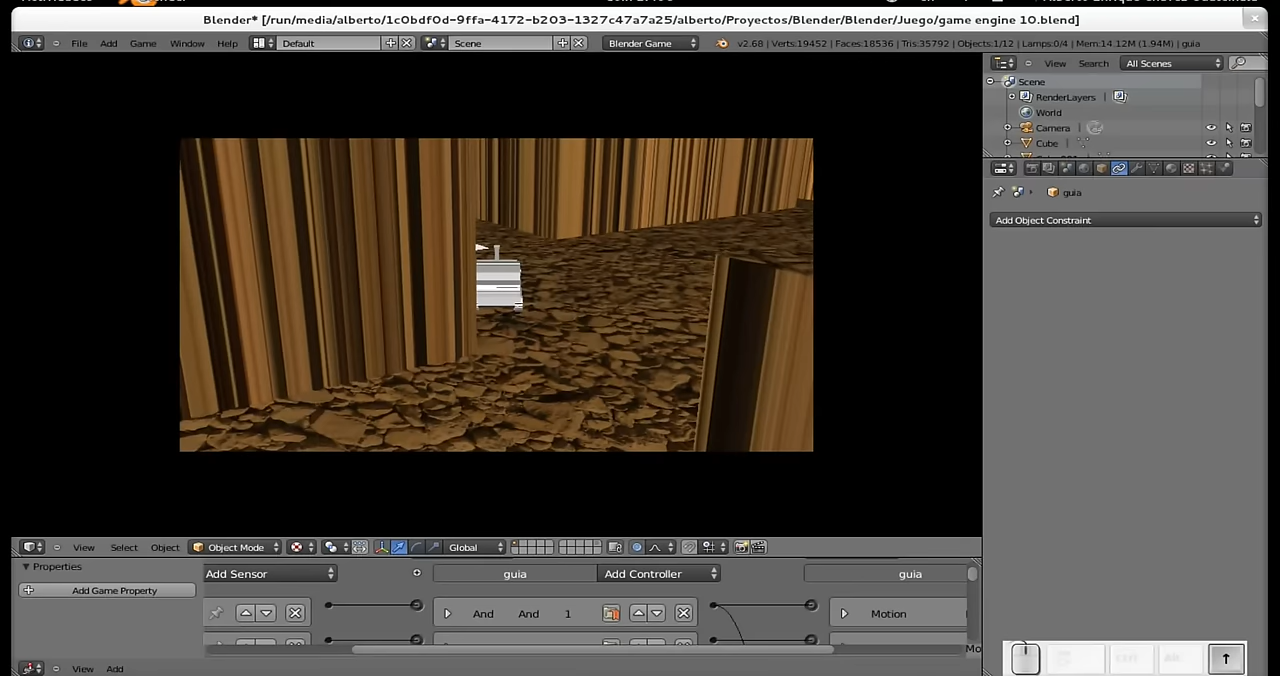 Blender* [/run/media/alberto/1c0bdf0d-9ffa-4172-b203-1327c47a7a25/alberto/Proyectos/Blender/Blender/Juego/game engine 10.blend]
File Add Game Window Help Default Scene Blender Game v2.68 | Verts:19452 | Faces:18536 | Tris:35792 | Objects:1/12 | Lamps:0/4 | Mem:14.12M (1.94M) | guia
View Search All Scenes
Scene
RenderLayers
World
Camera
Cube
guia
Add Object Constraint
View Select Object Object Mode Global
Properties
Add Game Property
Add Sensor guia Add Controller guia
And And 1 Motion
Mo
View Add
Ctrl Alt